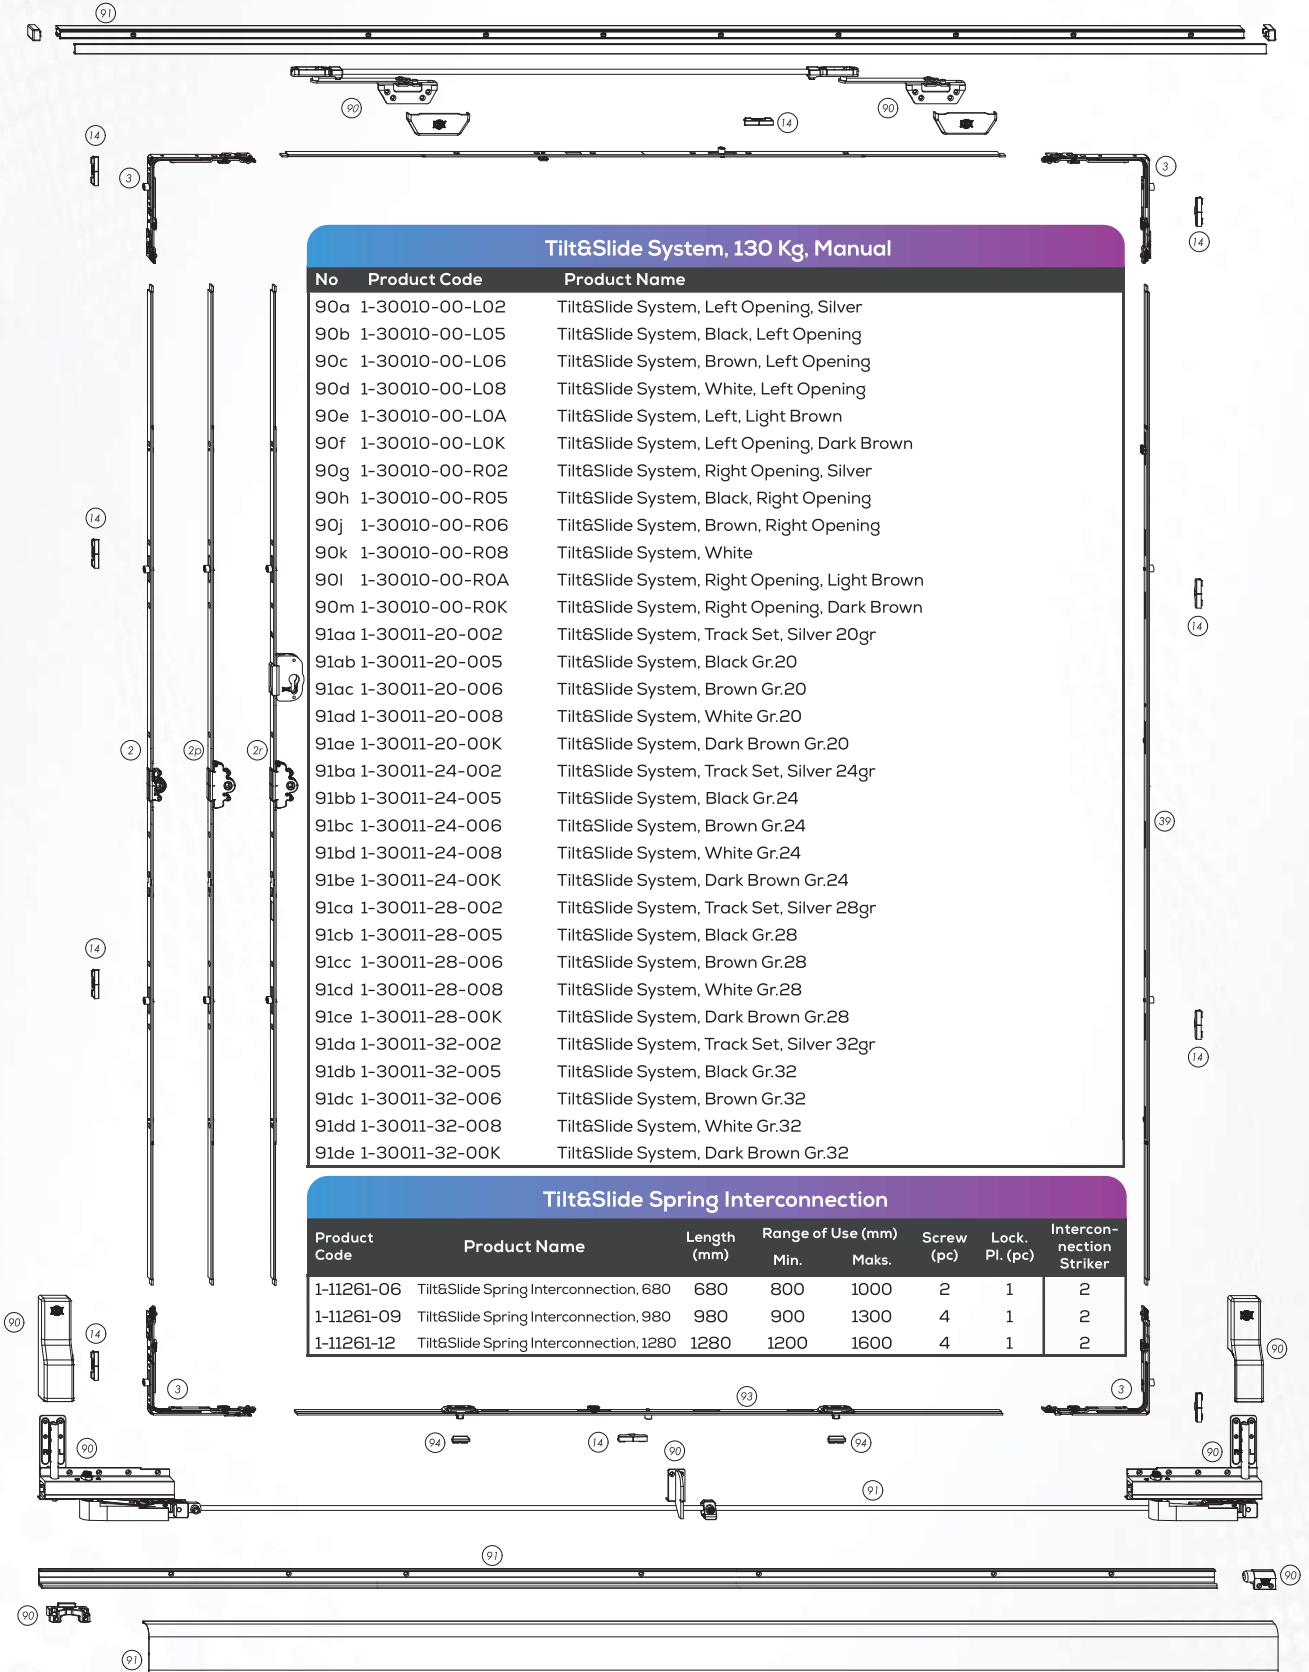 91
90
90
14
14
3
3
14
Tilt&Slide System, 130 Kg, Manual
No Product Code Product Name
90a 1-30010-00-L02 Tilt&Slide System, Left Opening, Silver
90b 1-30010-00-L05 Tilt&Slide System, Black, Left Opening
90c 1-30010-00-L06 Tilt&Slide System, Brown, Left Opening
90d 1-30010-00-L08 Tilt&Slide System, White, Left Opening
90e 1-30010-00-L0A Tilt&Slide System, Left, Light Brown
90f 1-30010-00-L0K Tilt&Slide System, Left Opening, Dark Brown
90g 1-30010-00-R02 Tilt&Slide System, Right Opening, Silver
90h 1-30010-00-R05 Tilt&Slide System, Black, Right Opening
90j 1-30010-00-R06 Tilt&Slide System, Brown, Right Opening
90k 1-30010-00-R08 Tilt&Slide System, White
90l 1-30010-00-R0A Tilt&Slide System, Right Opening, Light Brown
90m 1-30010-00-R0K Tilt&Slide System, Right Opening, Dark Brown
91aa 1-30011-20-002 Tilt&Slide System, Track Set, Silver 20gr
91ab 1-30011-20-005 Tilt&Slide System, Black Gr.20
91ac 1-30011-20-006 Tilt&Slide System, Brown Gr.20
91ad 1-30011-20-008 Tilt&Slide System, White Gr.20
91ae 1-30011-20-00K Tilt&Slide System, Dark Brown Gr.20
91ba 1-30011-24-002 Tilt&Slide System, Track Set, Silver 24gr
91bb 1-30011-24-005 Tilt&Slide System, Black Gr.24
91bc 1-30011-24-006 Tilt&Slide System, Brown Gr.24
91bd 1-30011-24-008 Tilt&Slide System, White Gr.24
91be 1-30011-24-00K Tilt&Slide System, Dark Brown Gr.24
91ca 1-30011-28-002 Tilt&Slide System, Track Set, Silver 28gr
91cb 1-30011-28-005 Tilt&Slide System, Black Gr.28
91cc 1-30011-28-006 Tilt&Slide System, Brown Gr.28
91cd 1-30011-28-008 Tilt&Slide System, White Gr.28
91ce 1-30011-28-00K Tilt&Slide System, Dark Brown Gr.28
91da 1-30011-32-002 Tilt&Slide System, Track Set, Silver 32gr
91db 1-30011-32-005 Tilt&Slide System, Black Gr.32
91dc 1-30011-32-006 Tilt&Slide System, Brown Gr.32
91dd 1-30011-32-008 Tilt&Slide System, White Gr.32
91de 1-30011-32-00K Tilt&Slide System, Dark Brown Gr.32
14
14
2
2p
2r
39
14
14
Tilt&Slide Spring Interconnection
Product Code
Product Name
Length (mm)
Range of Use (mm)
Min.
Maks.
Screw (pc)
Lock. Pl. (pc)
Intercon-
nection
Striker
1-11261-06 Tilt&Slide Spring Interconnection, 680 680 800 1000 2 1 2
1-11261-09 Tilt&Slide Spring Interconnection, 980 980 900 1300 4 1 2
1-11261-12 Tilt&Slide Spring Interconnection, 1280 1280 1200 1600 4 1 2
90
14
90
3
93
3
94
14
94
90
90
90
91
91
90
90
91